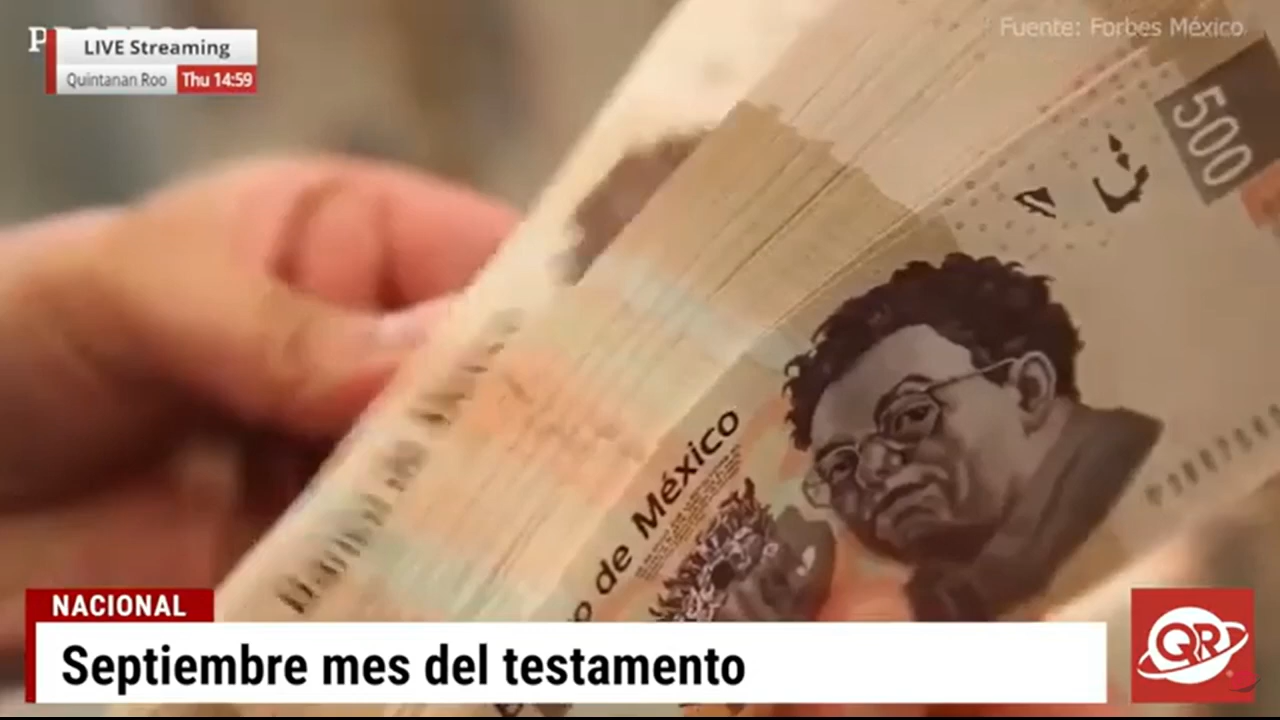 Fuente: Forbes México
LIVE Streaming
Quintanan Roo
Thu 14:59
500
de México
NACIONAL
Septiembre mes del testamento
QR